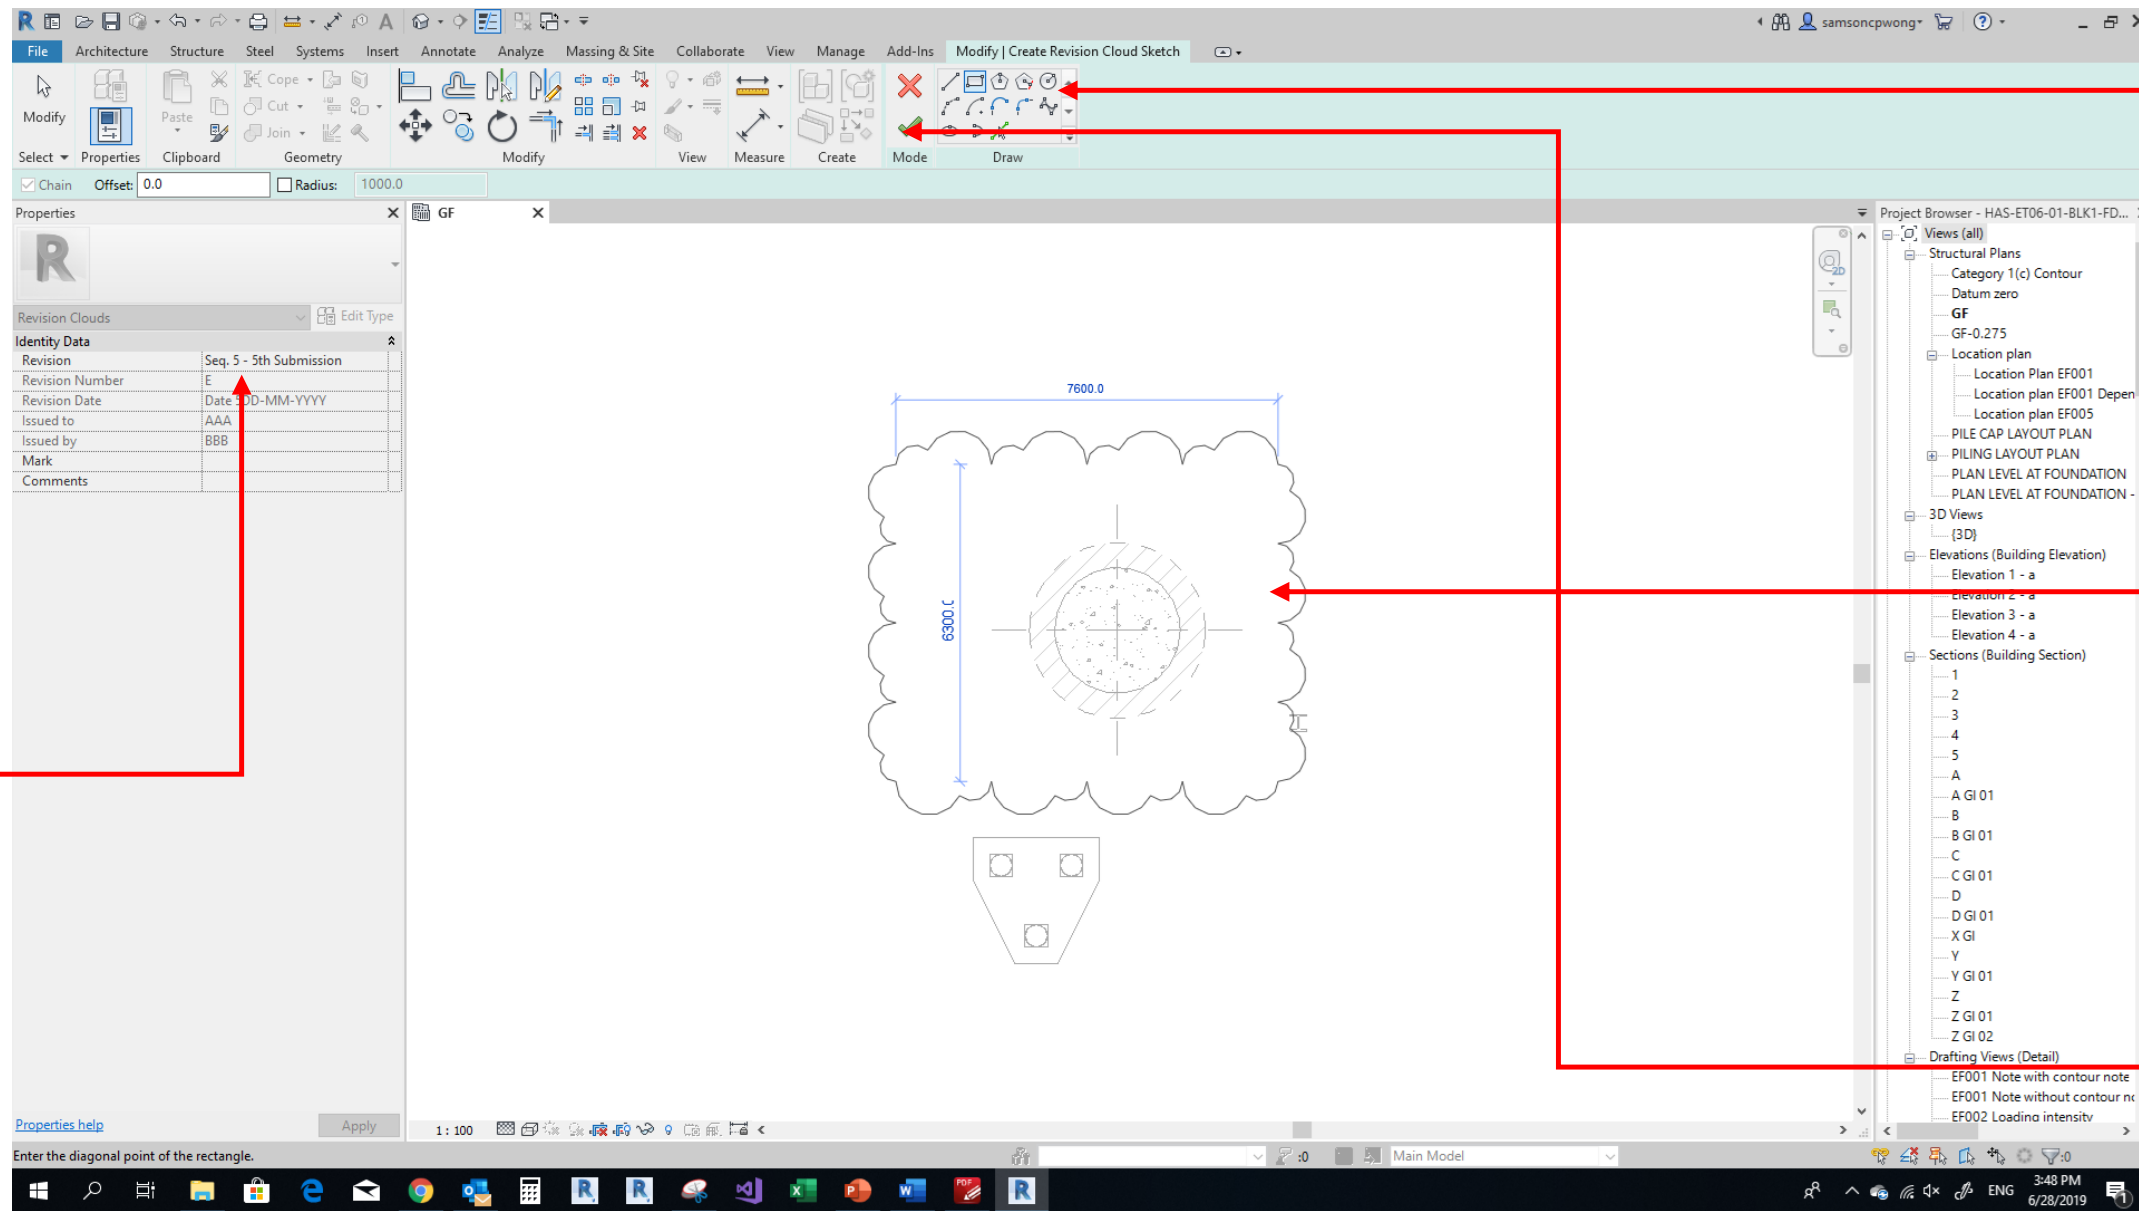 samsoncpwong
File Architecture Structure Steel Systems Insert Annotate Analyze Massing & Site Collaborate View Manage Add-Ins Modify | Create Revision Cloud Sketch
Modify
Paste
Cope
Cut
Join
Select Properties Clipboard Geometry Modify View Measure Create Mode Draw
Chain Offset: 0.0 Radius: 1000.0
Properties
GF
Project Browser - HAS-ET06-01-BLK1-FD...
Revision Clouds Edit Type
Identity Data
Revision Seq. 5 - 5th Submission
Revision Number E
Revision Date Date 5DD-MM-YYYY
Issued to AAA
Issued by BBB
Mark
Comments
Properties help Apply
7600.0
6300.0
2D
Views (all)
Structural Plans
Category 1(c) Contour
Datum zero
GF
GF-0.275
Location plan
Location Plan EF001
Location plan EF001 Depen
Location plan EF005
PILE CAP LAYOUT PLAN
PILING LAYOUT PLAN
PLAN LEVEL AT FOUNDATION
PLAN LEVEL AT FOUNDATION -
3D Views
{3D}
Elevations (Building Elevation)
Elevation 1 - a
Elevation 2 - a
Elevation 3 - a
Elevation 4 - a
Sections (Building Section)
1
2
3
4
5
A
A GI 01
B
B GI 01
C
C GI 01
D
D GI 01
X GI
Y
Y GI 01
Z
Z GI 01
Z GI 02
Drafting Views (Detail)
EF001 Note with contour note
EF001 Note without contour no
EF002 Loading intensity
1 : 100
Enter the diagonal point of the rectangle.
:0 Main Model :0
ENG
3:48 PM
6/28/2019